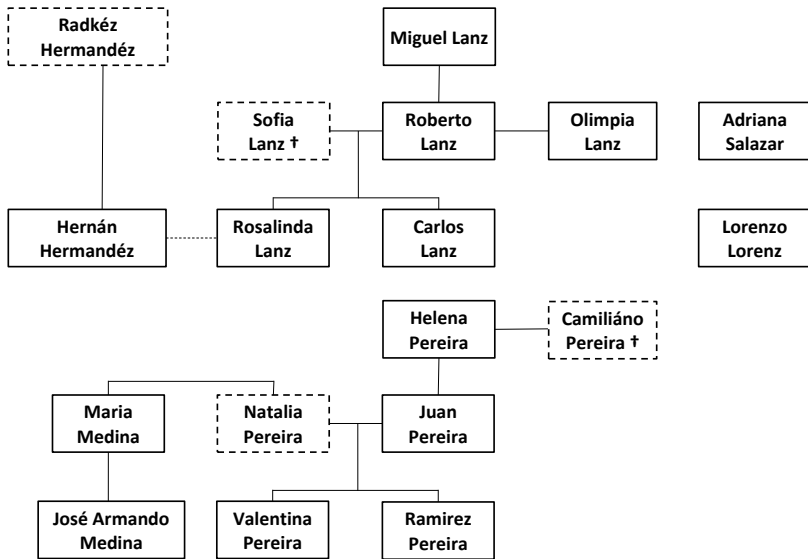 Radkéz
Hermandéz
Miguel Lanz
Sofia
Lanz †
Roberto
Lanz
Olimpia
Lanz
Adriana
Salazar
Hernán
Hermandéz
Rosalinda
Lanz
Carlos
Lanz
Lorenzo
Lorenz
Helena
Pereira
Camiliáno
Pereira †
Maria
Medina
Natalia
Pereira
Juan
Pereira
José Armando
Medina
Valentina
Pereira
Ramirez
Pereira